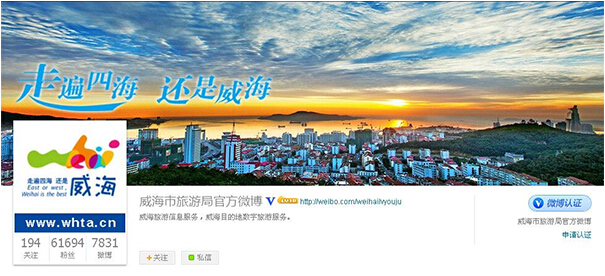 走遍四海 还是威海
Weihai
走遍四海 还是
East or west,
Weihai is the best
威海
www.whta.cn
194
关注
61694
粉丝
7831
微博
威海市旅游局官方微博 V http://weibo.com/weihailvyouju
威海旅游信息服务，威海目的地数字旅游服务。
+ 关注
私信
V 微博认证
威海市旅游局官方微博
申请认证